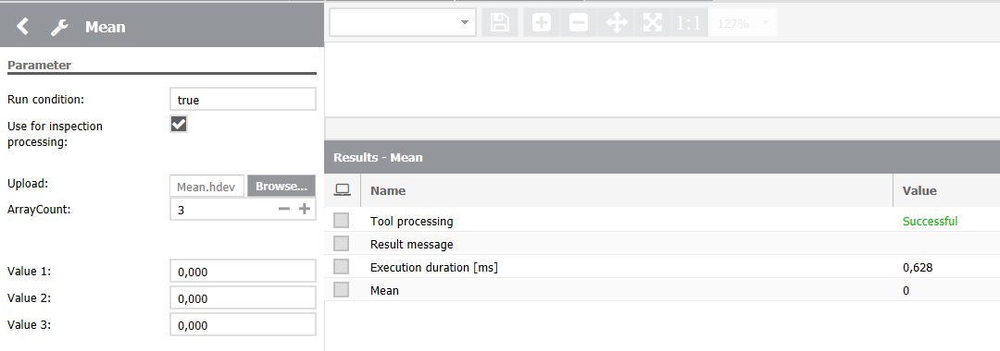 Mean
1:1
127%
Parameter
Run condition:
true
Use for inspection
processing:
Upload:
Mean.hdev
Browse...
ArrayCount:
3
Value 1:
0,000
Value 2:
0,000
Value 3:
0,000
Results - Mean
Name
Value
Tool processing
Successful
Result message
Execution duration [ms]
0,628
Mean
0